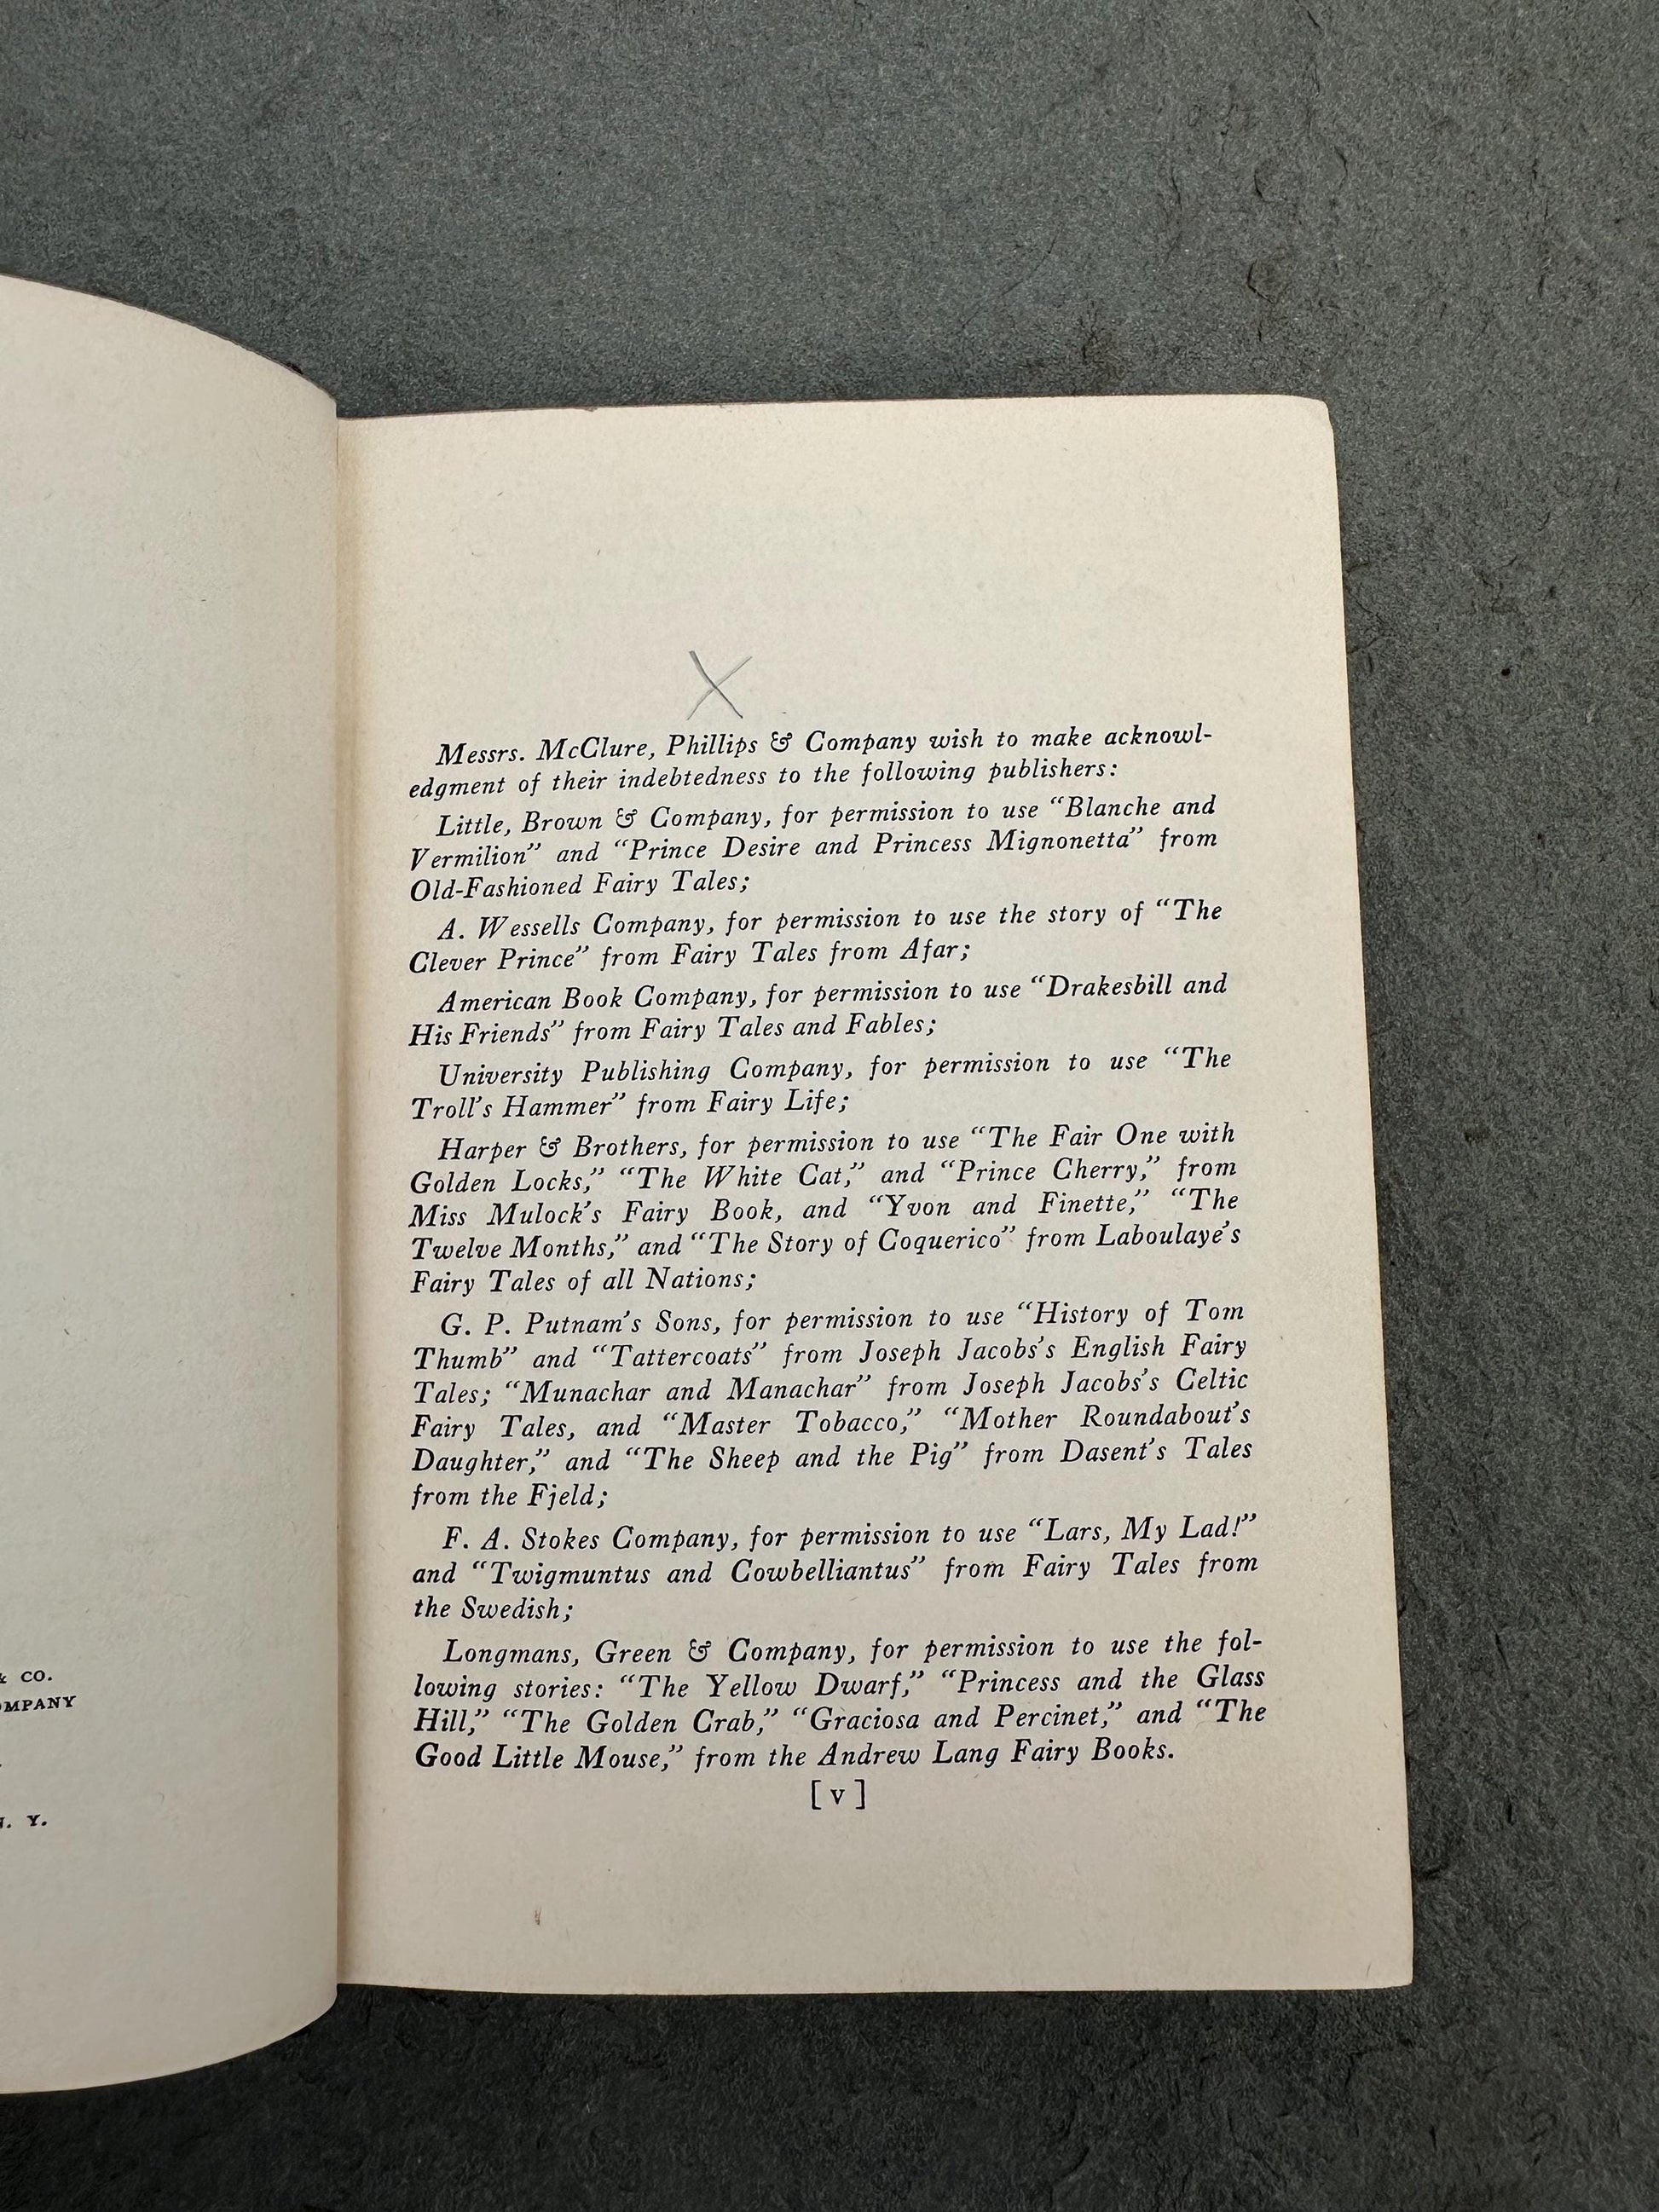 & CO.
OMPANY
N. Y.
X
Messrs. McClure, Phillips & Company wish to make acknowl-
edgment of their indebtedness to the following publishers:
Little, Brown & Company, for permission to use “Blanche and
Vermilion” and “Prince Desire and Princess Mignonetta” from
Old-Fashioned Fairy Tales;
A. Wessells Company, for permission to use the story of “The
Clever Prince” from Fairy Tales from Afar;
American Book Company, for permission to use “Drakesbill and
His Friends” from Fairy Tales and Fables;
University Publishing Company, for permission to use “The
Troll’s Hammer” from Fairy Life;
Harper & Brothers, for permission to use “The Fair One with
Golden Locks,” “The White Cat,” and “Prince Cherry,” from
Miss Mulock’s Fairy Book, and “Yvon and Finette,” “The
Twelve Months,” and “The Story of Coquerico” from Laboulaye’s
Fairy Tales of all Nations;
G. P. Putnam’s Sons, for permission to use “History of Tom
Thumb” and “Tattercoats” from Joseph Jacobs’s English Fairy
Tales; “Munachar and Manachar” from Joseph Jacobs’s Celtic
Fairy Tales, and “Master Tobacco,” “Mother Roundabout’s
Daughter,” and “The Sheep and the Pig” from Dasent’s Tales
from the Fjeld;
F. A. Stokes Company, for permission to use “Lars, My Lad!”
and “Twigmuntus and Cowbelliantus” from Fairy Tales from
the Swedish;
Longmans, Green & Company, for permission to use the fol-
lowing stories: “The Yellow Dwarf,” “Princess and the Glass
Hill,” “The Golden Crab,” “Graciosa and Percinet,” and “The
Good Little Mouse,” from the Andrew Lang Fairy Books.
[ v ]